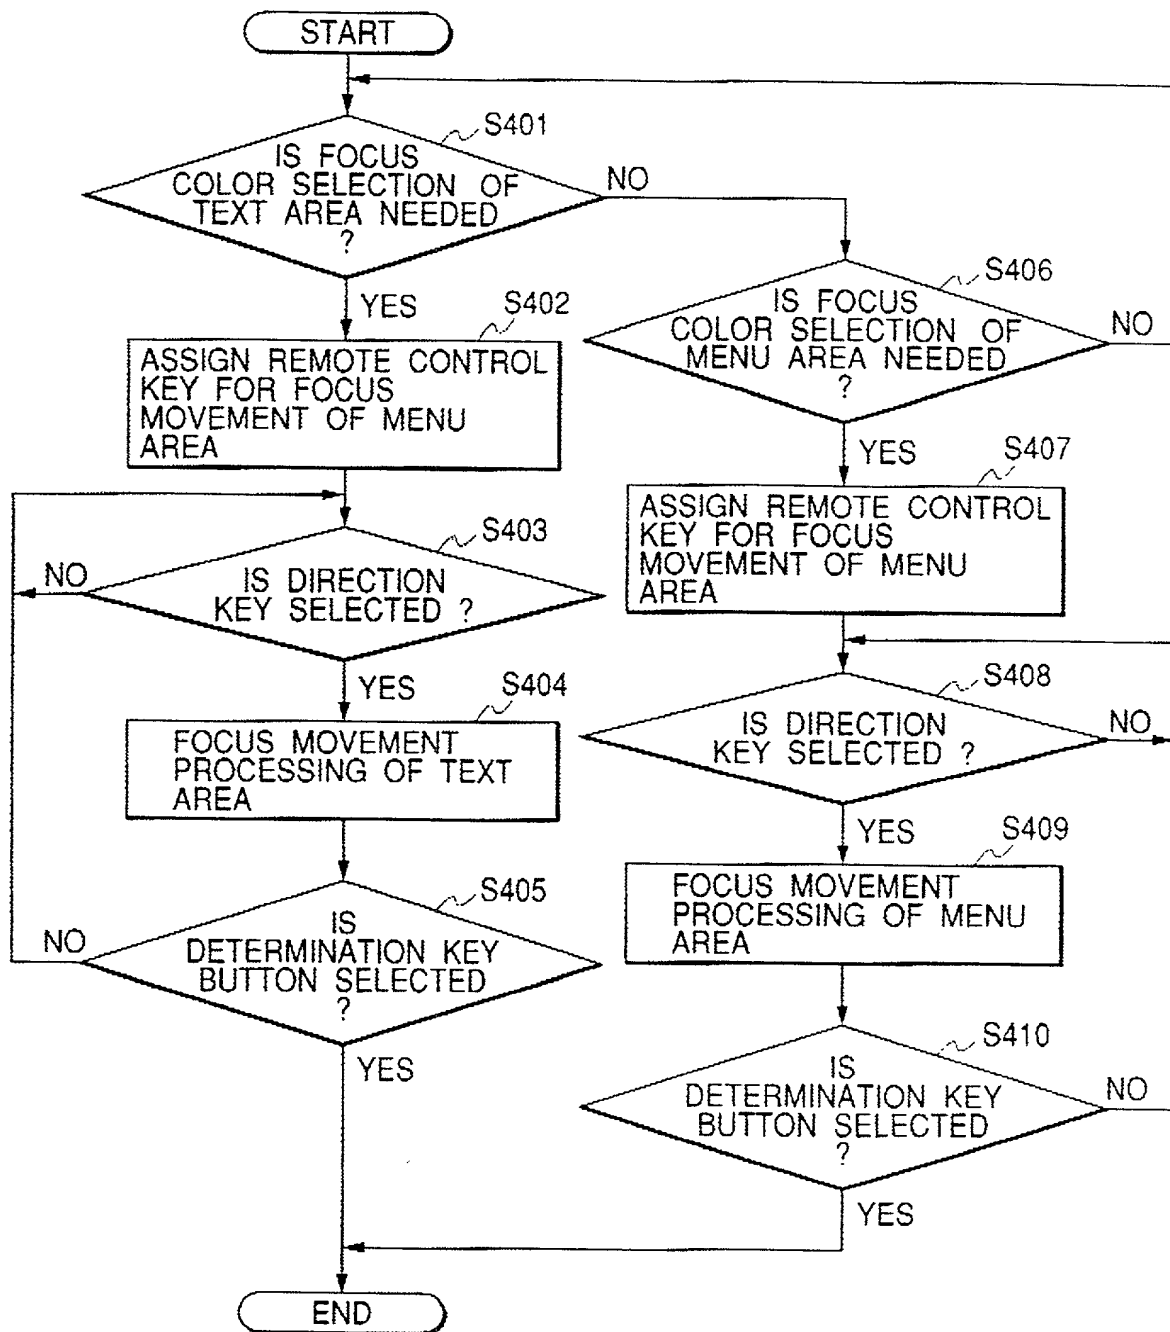 START
S401
IS FOCUS
COLOR SELECTION OF
TEXT AREA NEEDED
?
NO
YES
S402
ASSIGN REMOTE CONTROL
KEY FOR FOCUS
MOVEMENT OF MENU
AREA
S403
IS DIRECTION
KEY SELECTED ?
NO
YES
S404
FOCUS MOVEMENT
PROCESSING OF TEXT
AREA
S405
IS
DETERMINATION KEY
BUTTON SELECTED
?
NO
YES
S406
IS FOCUS
COLOR SELECTION OF
MENU AREA NEEDED
?
NO
YES
S407
ASSIGN REMOTE CONTROL
KEY FOR FOCUS
MOVEMENT OF MENU
AREA
S408
IS DIRECTION
KEY SELECTED ?
NO
YES
S409
FOCUS MOVEMENT
PROCESSING OF MENU
AREA
S410
IS
DETERMINATION KEY
BUTTON SELECTED
?
NO
YES
END